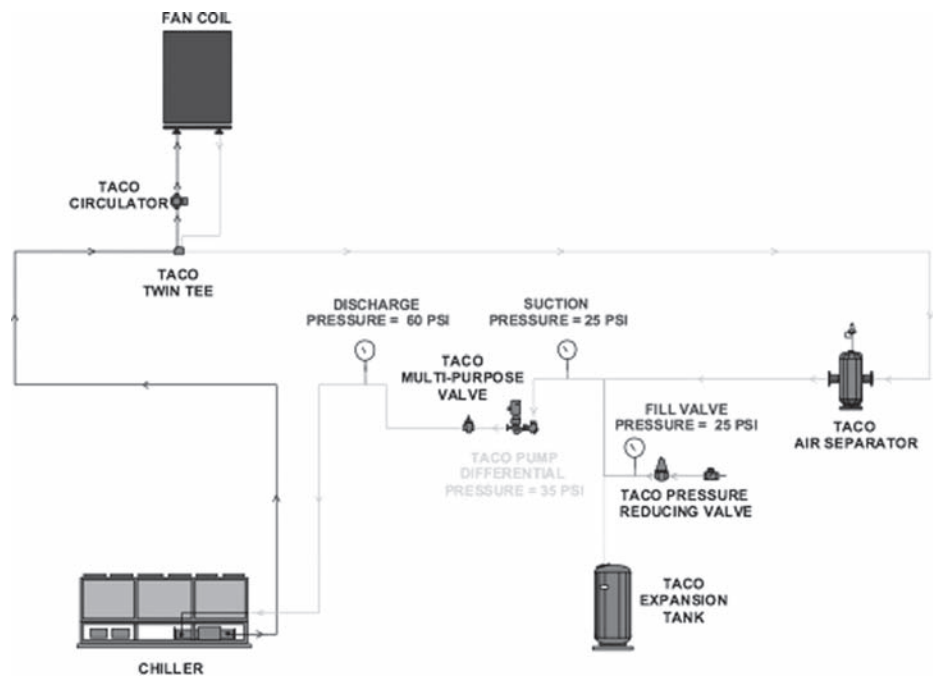 FAN COIL
TACO
CIRCULATOR
TACO
TWIN TEE
DISCHARGE
PRESSURE = 60 PSI
SUCTION
PRESSURE = 25 PSI
TACO
MULTI-PURPOSE
VALVE
FILL VALVE
PRESSURE = 25 PSI
TACO
AIR SEPARATOR
TACO PUMP
DIFFERENTIAL
PRESSURE = 35 PSI
TACO PRESSURE
REDUCING VALVE
TACO
EXPANSION
TANK
CHILLER